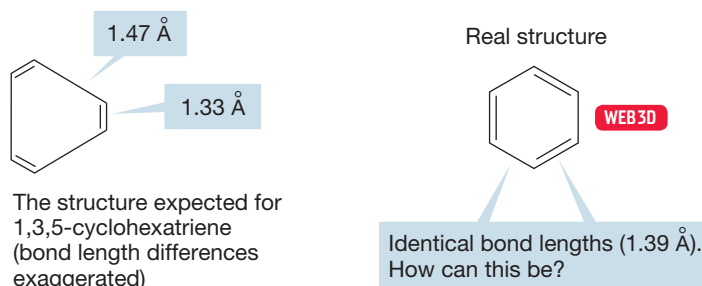 1.47 Å
1.33 Å
The structure expected for
1,3,5-cyclohexatriene
(bond length differences
exaggerated)
Real structure
WEB3D
Identical bond lengths (1.39 Å).
How can this be?